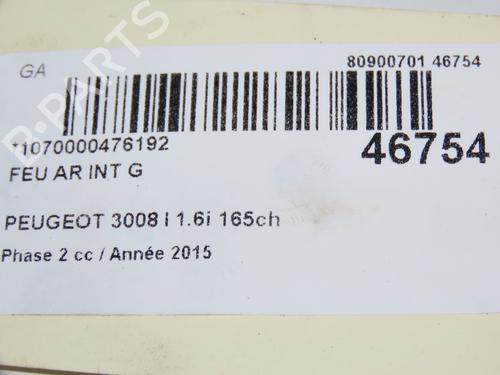 GA
80900701 46754
*1070000476192
46754
FEU AR INT G
PEUGEOT 3008 I 1.6i 165ch
Phase 2 cc / Année 2015
B-PARTS